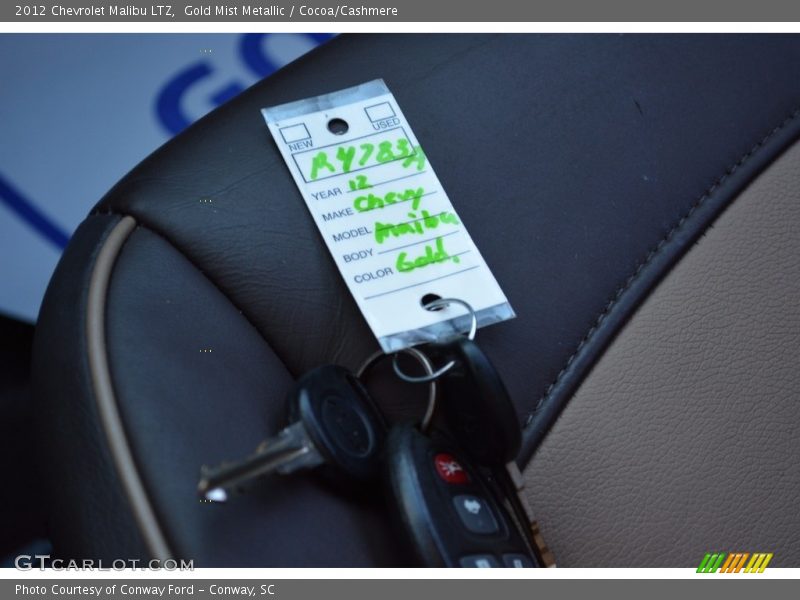 2012 Chevrolet Malibu LTZ, Gold Mist Metallic / Cocoa/Cashmere
GO
NEW USED
R4783A
YEAR 12
MAKE Chevy
MODEL Malibu
BODY
COLOR Gold
GTCARLOT.COM
Photo Courtesy of Conway Ford – Conway, SC